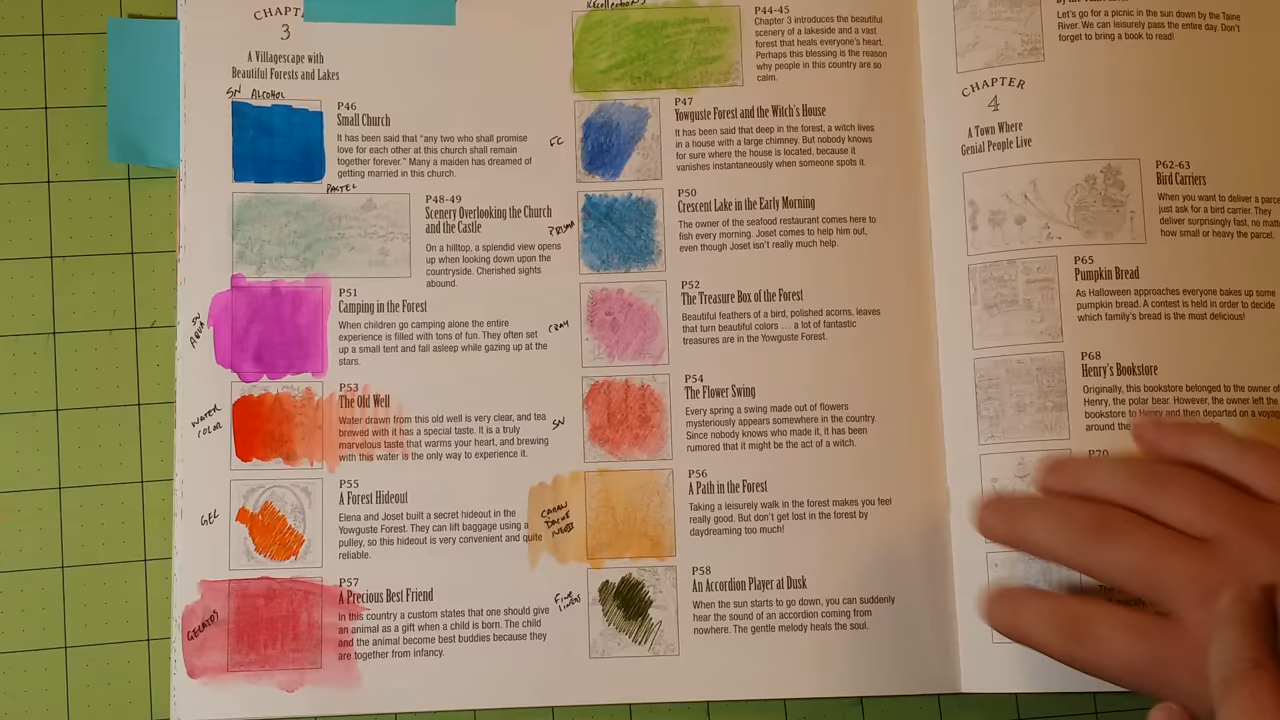 CHAPTER
3
A Villagescape with
Beautiful Forests and Lakes
SN ALCOHOL
P46
Small Church
It has been said that “any two who shall promise
love for each other at this church shall remain
together forever.” Many a maiden has dreamed of
getting married in this church.
PASTEL
P48-49
Scenery Overlooking the Church
and the Castle
On a hilltop, a splendid view opens
up when looking down upon the
countryside. Cherished sights
abound.
SN
AQUA
P51
Camping in the Forest
When children go camping alone the entire
experience is filled with tons of fun. They often set
up a small tent and fall asleep while gazing up at the
stars.
WATER
COLOR
P53
The Old Well
Water drawn from this old well is very clear, and tea
brewed with it has a special taste. It is a truly
marvelous taste that warms your heart, and brewing
with this water is the only way to experience it.
GEL
P55
A Forest Hideout
Elena and Joset built a secret hideout in the
Yowguste Forest. They can lift baggage using a
pulley, so this hideout is very convenient and quite
reliable.
GELATOS
P57
A Precious Best Friend
In this country a custom states that one should give
an animal as a gift when a child is born. The child
and the animal become best buddies because they
are together from infancy.
P44-45
Chapter 3 introduces the beautiful
scenery of a lakeside and a vast
forest that heals everyone's heart.
Perhaps this blessing is the reason
why people in this country are so
calm.
FC
P47
Yowguste Forest and the Witch's House
It has been said that deep in the forest, a witch lives
in a house with a large chimney. But nobody knows
for sure where the house is located, because it
vanishes instantaneously when someone spots it.
PRISMA
P50
Crescent Lake in the Early Morning
The owner of the seafood restaurant comes here to
fish every morning. Joset comes to help him out,
even though Joset isn't really much help.
CRAY
P52
The Treasure Box of the Forest
Beautiful feathers of a bird, polished acorns, leaves
that turn beautiful colors ... a lot of fantastic
treasures are in the Yowguste Forest.
SN
P54
The Flower Swing
Every spring a swing made out of flowers
mysteriously appears somewhere in the country.
Since nobody knows who made it, it has been
rumored that it might be the act of a witch.
CARAN
DACHE
NEO II
P56
A Path in the Forest
Taking a leisurely walk in the forest makes you feel
really good. But don't get lost in the forest by
daydreaming too much!
FINE
LINERS
P58
An Accordion Player at Dusk
When the sun starts to go down, you can suddenly
hear the sound of an accordion coming from
nowhere. The gentle melody heals the soul.
Let's go for a picnic in the sun down by the Taine
River. We can leisurely pass the entire day. Don't
forget to bring a book to read!
CHAPTER
4
A Town Where
Genial People Live
P62-63
Bird Carriers
When you want to deliver a parce
just ask for a bird carrier. They
deliver surprisingly fast, no matt
how small or heavy the parcel.
P65
Pumpkin Bread
As Halloween approaches everyone bakes up some
pumpkin bread. A contest is held in order to decide
which family's bread is the most delicious!
P68
Henry's Bookstore
Originally, this bookstore belonged to the owner of
Henry, the polar bear. However, the owner left the
bookstore to Henry and then departed on a voyag
around the
P70